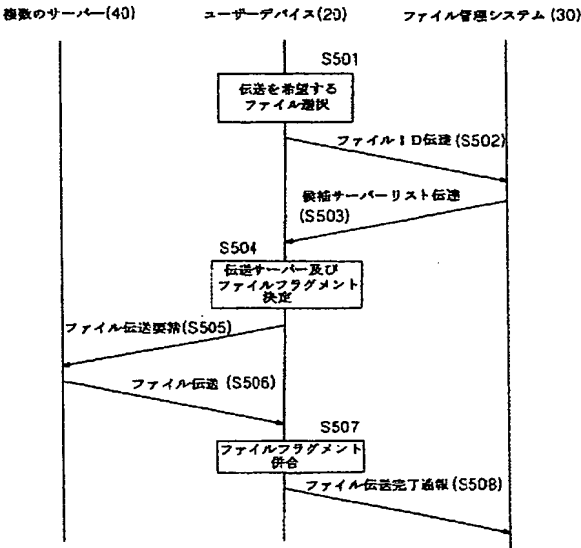 複数のサーバー(40)
ユーザーデバイス(20)
ファイル管理システム(30)
S501
伝送を希望する
ファイル選択
ファイルID伝達(S502)
候補サーバーリスト伝達
(S503)
S504
伝送サーバー及び
ファイルフラグメント
決定
ファイル伝送要請(S505)
ファイル伝送 (S506)
S507
ファイルフラグメント
併合
ファイル伝送完了通報(S508)